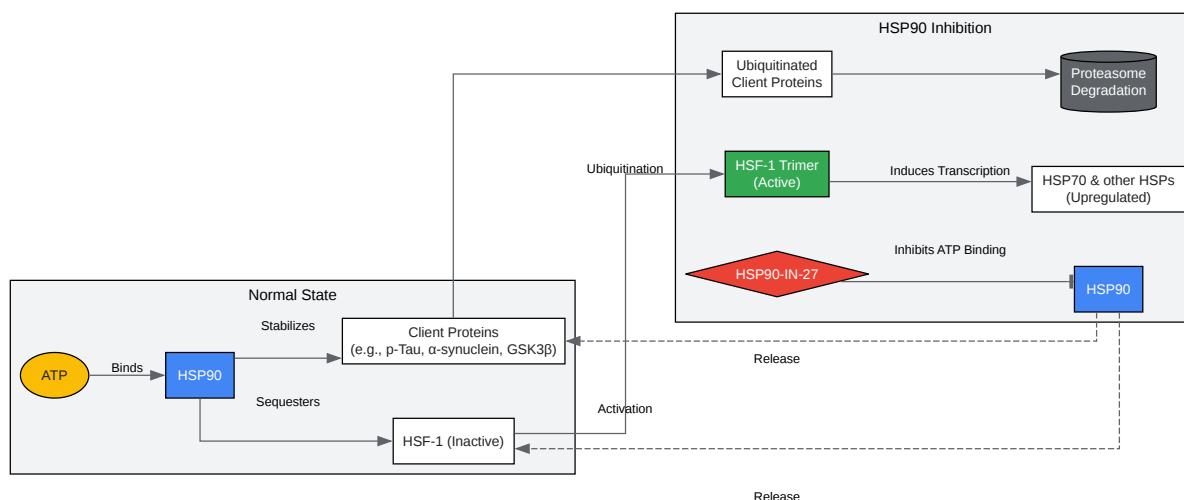 HSP90 Inhibition
Ubiquitinated
Client Proteins
Proteasome
Degradation
Ubiquitination
HSF-1 Trimer
(Active)
Induces Transcription
HSP70 & other HSPs
(Upregulated)
Inhibits ATP Binding
HSP90-IN-27
HSP90
Normal State
Stabilizes
Client Proteins
(e.g., p-Tau, α-synuclein, GSK3β)
Release
ATP
Binds
HSP90
Sequesters
Activation
HSF-1 (Inactive)
Release